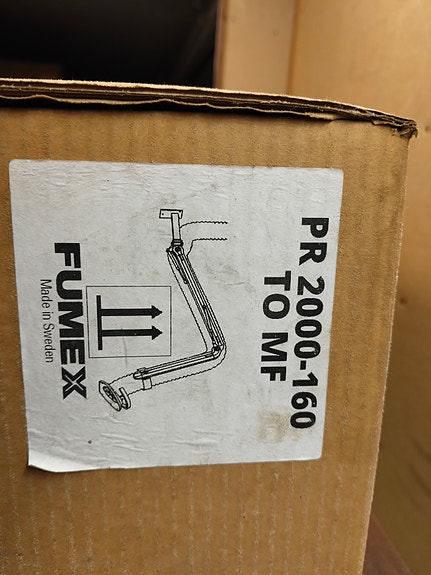 PR 2000-160
TO MF
FUMEX
Made in Sweden